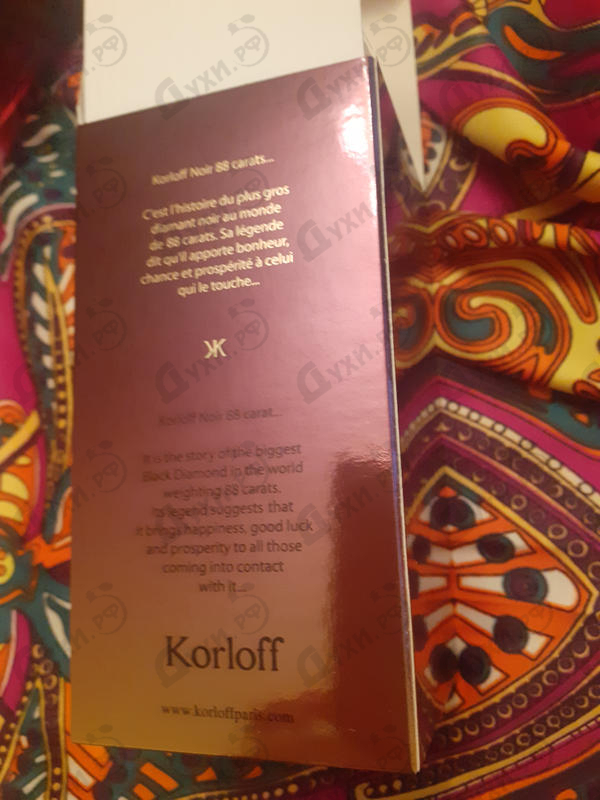 Korloff Noir 88 carats...
C'est l'histoire du plus gros
diamant noir au monde
de 88 carats. Sa légende
dit qu'il apporte bonheur,
chance et prospérité à celui
qui le touche...
Korloff Noir 88 carat...
It is the story of the biggest
Black Diamond in the world
weighting 88 carats.
Its legend suggests that
it brings happiness, good luck
and prosperity to all those
coming into contact
with it...
Korloff
www.korloffparis.com
Духи.рф